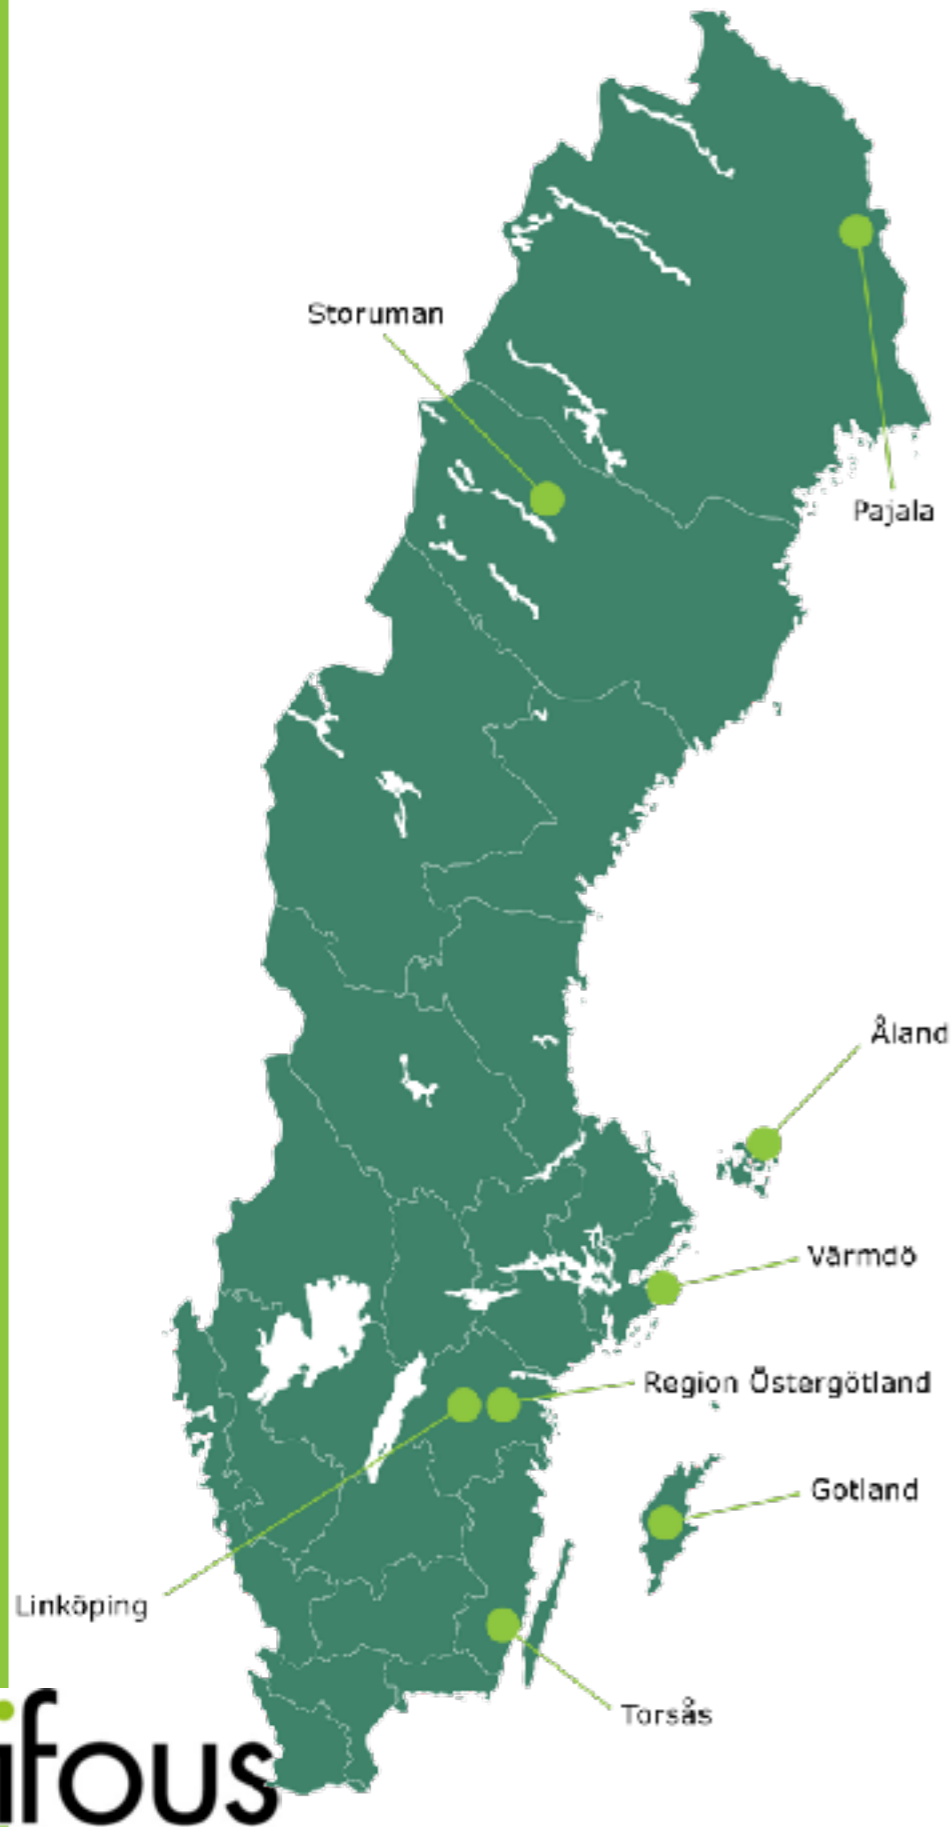 Storuman
Pajala
Åland
Värmdö
Region Östergötland
Gotland
Linköping
Torsås
ifous